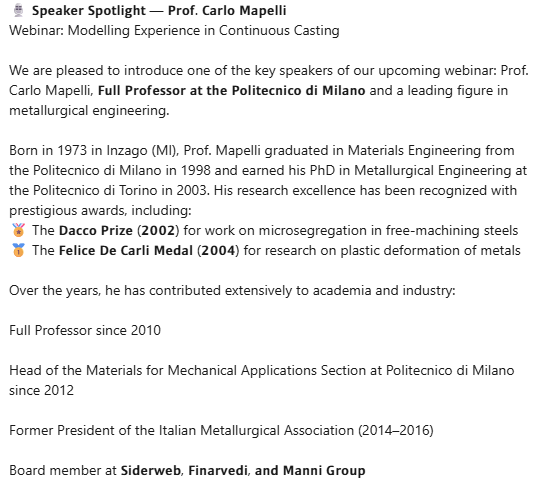 🎙️ Speaker Spotlight — Prof. Carlo Mapelli
Webinar: Modelling Experience in Continuous Casting
We are pleased to introduce one of the key speakers of our upcoming webinar: Prof.
Carlo Mapelli, Full Professor at the Politecnico di Milano and a leading figure in
metallurgical engineering.
Born in 1973 in Inzago (MI), Prof. Mapelli graduated in Materials Engineering from
the Politecnico di Milano in 1998 and earned his PhD in Metallurgical Engineering at
the Politecnico di Torino in 2003. His research excellence has been recognized with
prestigious awards, including:
🏅 The Dacco Prize (2002) for work on microsegregation in free-machining steels
🥇 The Felice De Carli Medal (2004) for research on plastic deformation of metals
Over the years, he has contributed extensively to academia and industry:
Full Professor since 2010
Head of the Materials for Mechanical Applications Section at Politecnico di Milano
since 2012
Former President of the Italian Metallurgical Association (2014–2016)
Board member at Siderweb, Finarvedi, and Manni Group